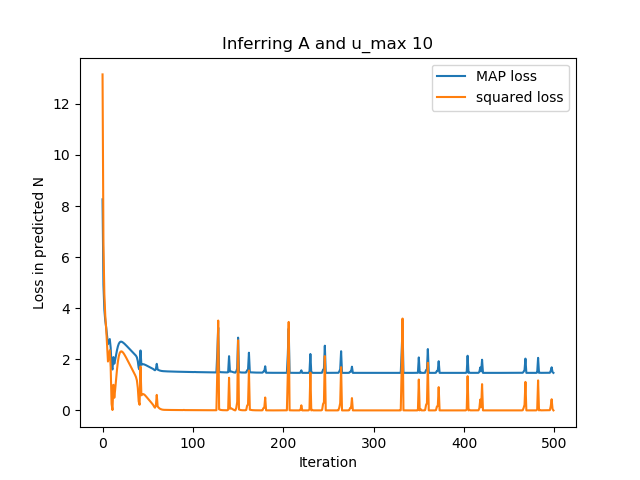 Inferring A and u_max 10
MAP loss
squared loss
Loss in predicted N
12
10
8
6
4
2
0
0 100 200 300 400 500
Iteration